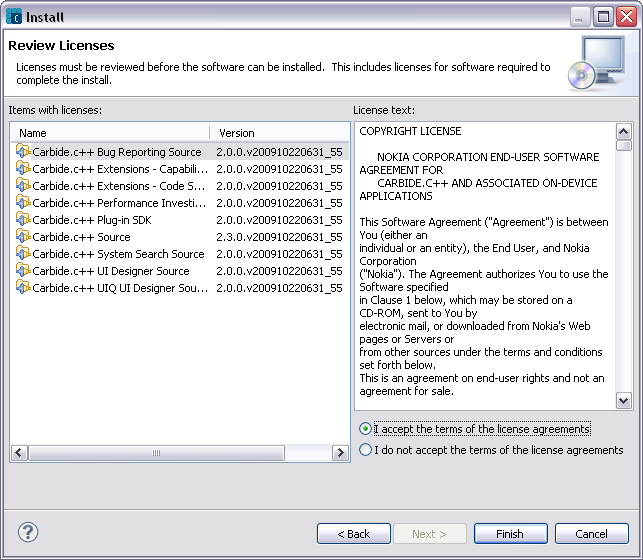 Install
Review Licenses
Licenses must be reviewed before the software can be installed.  This includes licenses for software required to
complete the install.
Items with licenses:
Name Version
Carbide.c++ Bug Reporting Source 2.0.0.v200910220631_55
Carbide.c++ Extensions - Capabili... 2.0.0.v200910220631_55
Carbide.c++ Extensions - Code S... 2.0.0.v200910220631_55
Carbide.c++ Performance Investi... 2.0.0.v200910220631_55
Carbide.c++ Plug-in SDK 2.0.0.v200910220631_55
Carbide.c++ Source 2.3.0.v200910220631_55
Carbide.c++ System Search Source 2.0.0.v200910220631_55
Carbide.c++ UI Designer Source 2.0.0.v200910220631_55
Carbide.c++ UIQ UI Designer Sou... 2.0.0.v200910220631_55
License text:
COPYRIGHT LICENSE
NOKIA CORPORATION END-USER SOFTWARE
AGREEMENT FOR
CARBIDE.C++ AND ASSOCIATED ON-DEVICE
APPLICATIONS
This Software Agreement ("Agreement") is between
You (either an
individual or an entity), the End User, and Nokia
Corporation
("Nokia"). The Agreement authorizes You to use the
Software specified
in Clause 1 below, which may be stored on a
CD-ROM, sent to You by
electronic mail, or downloaded from Nokia's Web
pages or Servers or
from other sources under the terms and conditions
set forth below.
This is an agreement on end-user rights and not an
agreement for sale.
I accept the terms of the license agreements
I do not accept the terms of the license agreements
? < Back Next > Finish Cancel